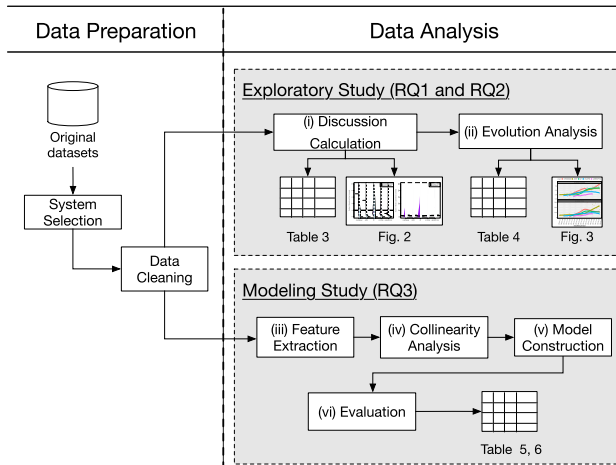 Data Preparation
Data Analysis
Original
datasets
System
Selection
Data
Cleaning
Exploratory Study (RQ1 and RQ2)
(i) Discussion
Calculation
(ii) Evolution Analysis
Table 3
Fig. 2
Table 4
Fig. 3
Modeling Study (RQ3)
(iii) Feature
Extraction
(iv) Collinearity
Analysis
(v) Model
Construction
(vi) Evaluation
Table 5, 6